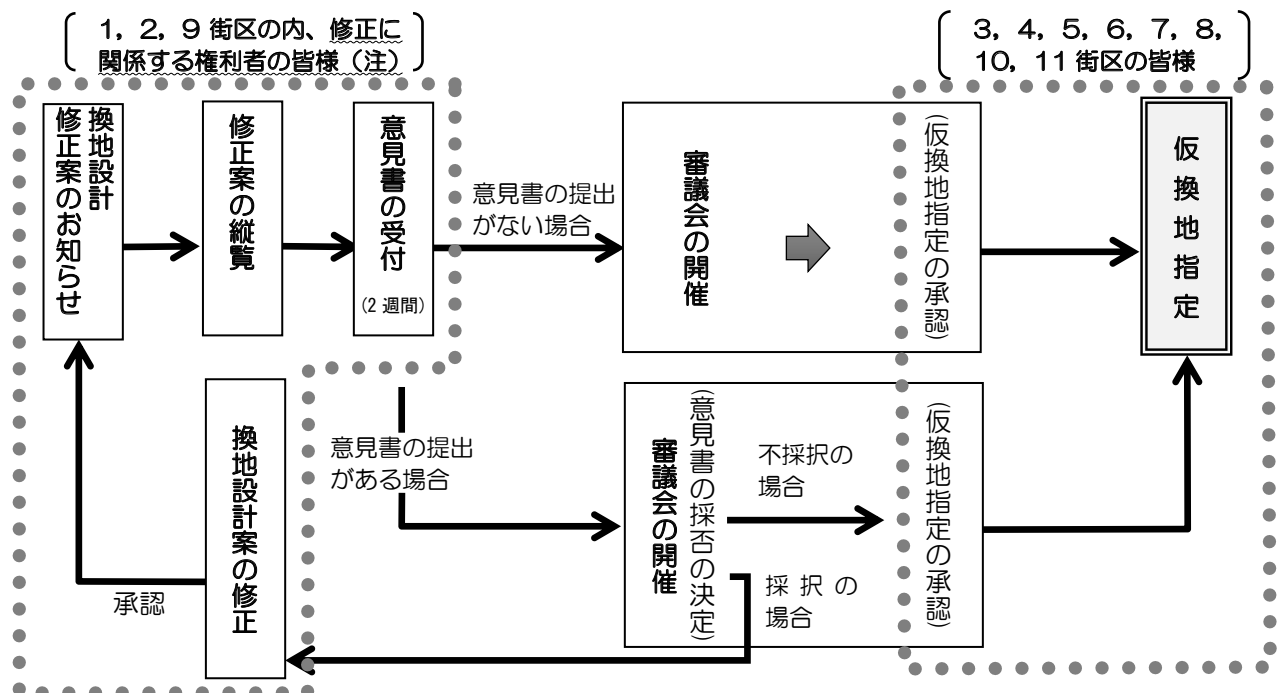 1, 2, 9 街区の内、修正に
関係する権利者の皆様（注）
3, 4, 5, 6, 7, 8,
10, 11 街区の皆様
換地設計
修正案のお知らせ
修正案の縦覧
意見書の受付
（2 週間）
意見書の提出
がない場合
審議会の開催
（仮換地指定の承認）
仮換地指定
換地設計案の修正
承認
意見書の提出
がある場合
審議会の開催
（意見書の採否の決定）
不採択の
場合
採 択 の
場合
（仮換地指定の承認）